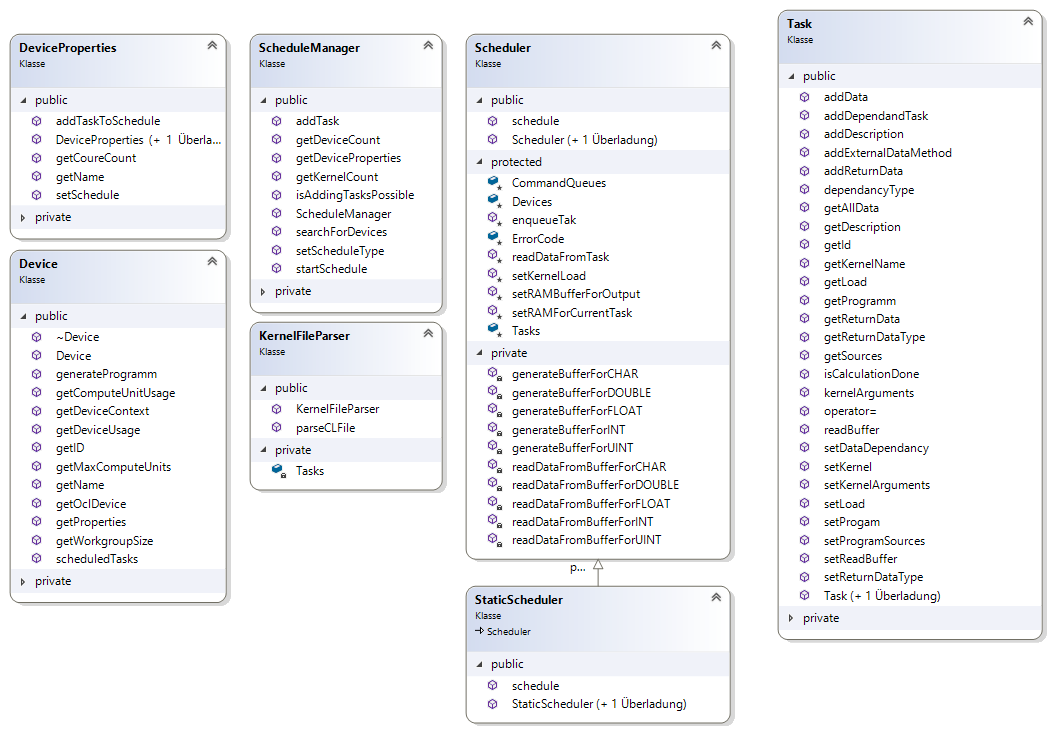 DeviceProperties
Klasse
public
addTaskToSchedule
DeviceProperties (+ 1 Überla...
getCoureCount
getName
setSchedule
private
Device
Klasse
public
~Device
Device
generateProgramm
getComputeUnitUsage
getDeviceContext
getDeviceUsage
getID
getMaxComputeUnits
getName
getOclDevice
getProperties
getWorkgroupSize
scheduledTasks
private
ScheduleManager
Klasse
public
addTask
getDeviceCount
getDeviceProperties
getKernelCount
isAddingTasksPossible
ScheduleManager
searchForDevices
setScheduleType
startSchedule
private
KernelFileParser
Klasse
public
KernelFileParser
parseCLFile
private
Tasks
Scheduler
Klasse
public
schedule
Scheduler (+ 1 Überladung)
protected
CommandQueues
Devices
enqueueTak
ErrorCode
readDataFromTask
setKernelLoad
setRAMBufferForOutput
setRAMForCurrentTask
Tasks
private
generateBufferForCHAR
generateBufferForDOUBLE
generateBufferForFLOAT
generateBufferForINT
generateBufferForUINT
readDataFromBufferForCHAR
readDataFromBufferForDOUBLE
readDataFromBufferForFLOAT
readDataFromBufferForINT
readDataFromBufferForUINT
p...
StaticScheduler
Klasse
Scheduler
public
schedule
StaticScheduler (+ 1 Überladung)
Task
Klasse
public
addData
addDependandTask
addDescription
addExternalDataMethod
addReturnData
dependancyType
getAllData
getDescription
getId
getKernelName
getLoad
getProgramm
getReturnData
getReturnDataType
getSources
isCalculationDone
kernelArguments
operator=
readBuffer
setDataDependancy
setKernel
setKernelArguments
setLoad
setProgam
setProgramSources
setReadBuffer
setReturnDataType
Task (+ 1 Überladung)
private